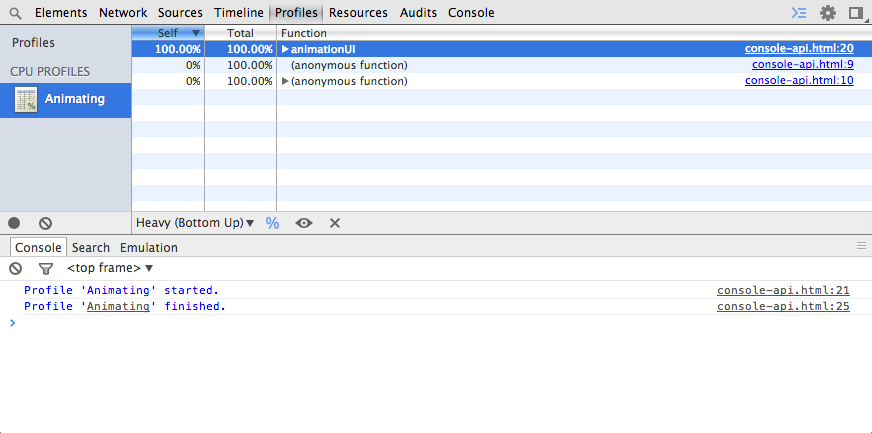 Elements Network Sources Timeline Profiles Resources Audits Console
Profiles
CPU PROFILES
Animating
%
Self Total Function
100.00% 100.00% animationUI console-api.html:20
0% 100.00% (anonymous function) console-api.html:9
0% 100.00% (anonymous function) console-api.html:10
Heavy (Bottom Up) %
Console Search Emulation
<top frame>
Profile 'Animating' started. console-api.html:21
Profile 'Animating' finished. console-api.html:25